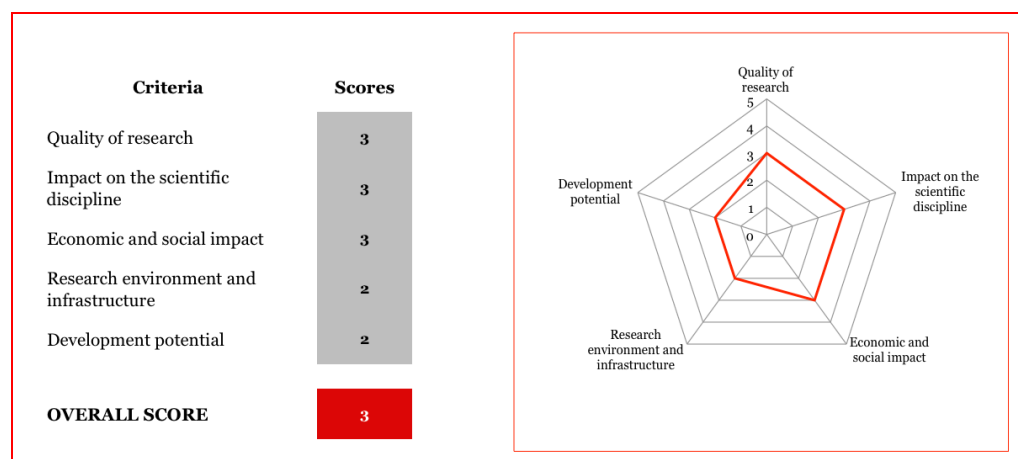 Criteria Scores
Quality of research 3
Impact on the scientific
discipline 3
Economic and social impact 3
Research environment and
infrastructure 2
Development potential 2
OVERALL SCORE 3
Quality of
research
5
4
3
2
1
0
Impact on the
scientific
discipline
Economic and
social impact
Research
environment and
infrastructure
Development
potential